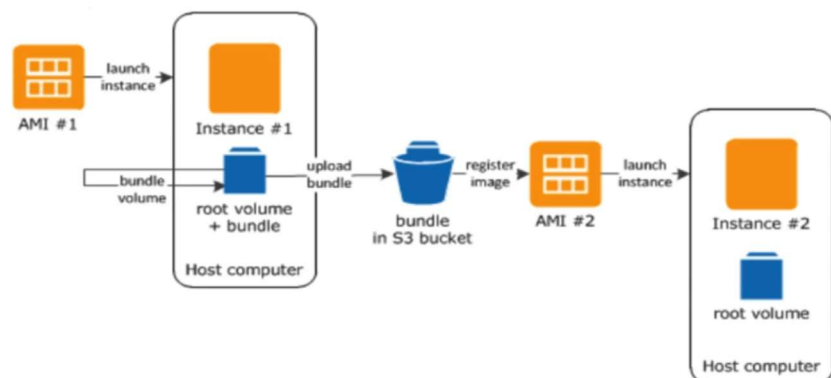 AMI #1
launch
instance
Instance #1
bundle
volume
root volume
+ bundle
Host computer
upload
bundle
bundle
in S3 bucket
register
image
AMI #2
launch
instance
Instance #2
root volume
Host computer